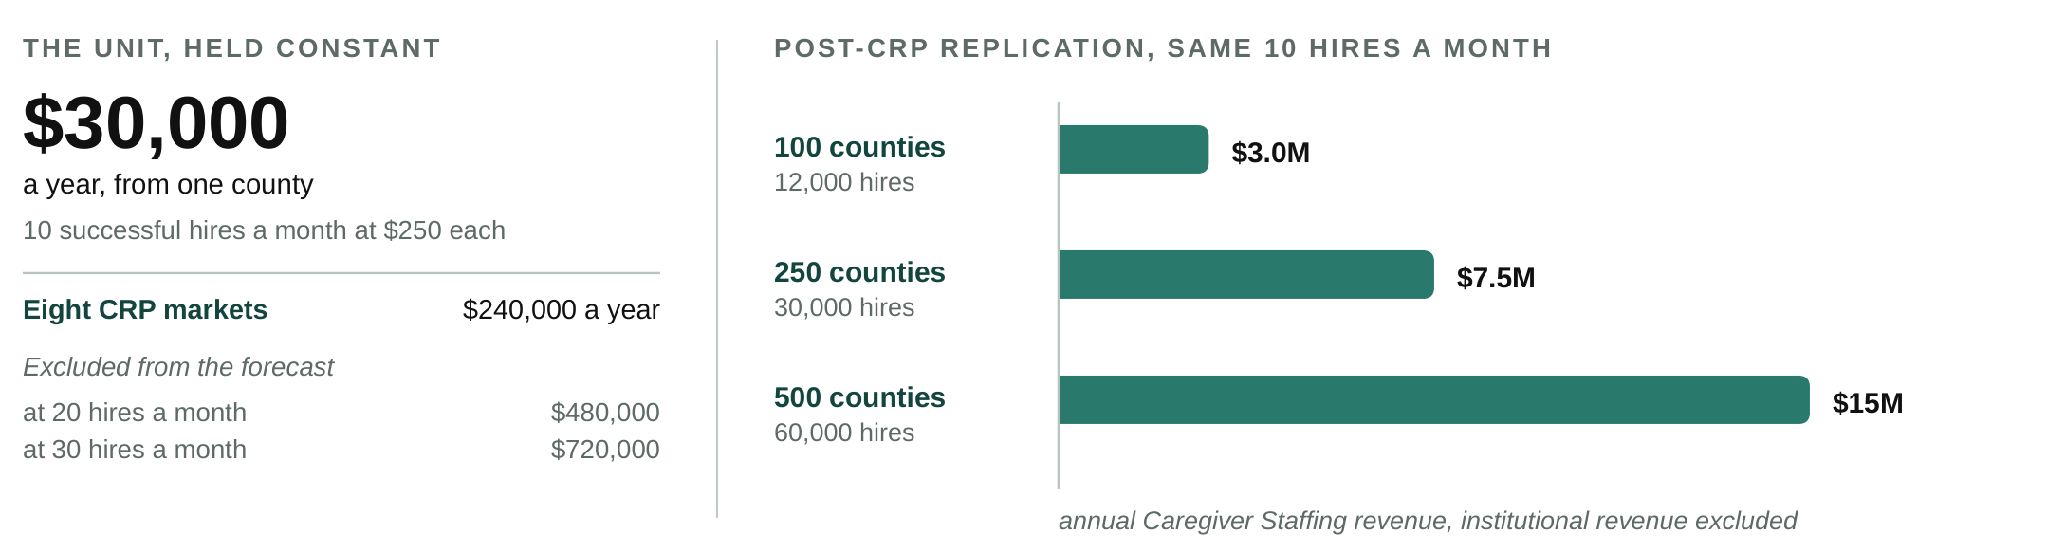 THE UNIT, HELD CONSTANT
$30,000
a year, from one county
10 successful hires a month at $250 each
Eight CRP markets $240,000 a year
Excluded from the forecast
at 20 hires a month $480,000
at 30 hires a month $720,000
POST-CRP REPLICATION, SAME 10 HIRES A MONTH
100 counties
12,000 hires
$3.0M
250 counties
30,000 hires
$7.5M
500 counties
60,000 hires
$15M
annual Caregiver Staffing revenue, institutional revenue excluded